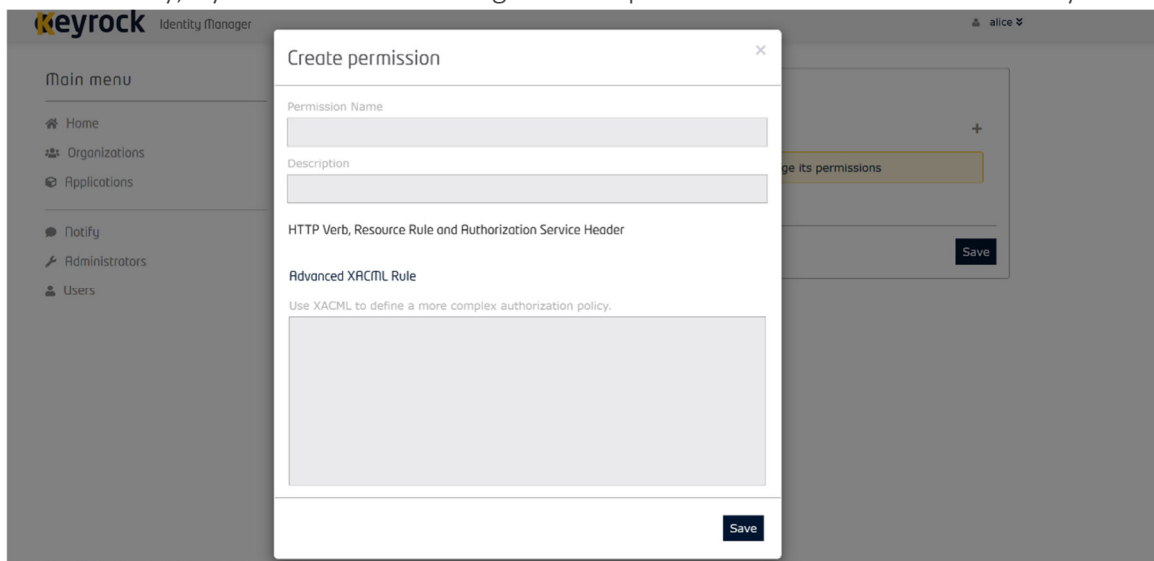 Keyrock Identity Manager
alice
Main menu
Home
Organizations
Applications
Notify
Administrators
Users
Create permission
×
Permission Name
Description
HTTP Verb, Resource Rule and Authorization Service Header
Advanced XACML Rule
Use XACML to define a more complex authorization policy.
Save
+
ge its permissions
Save